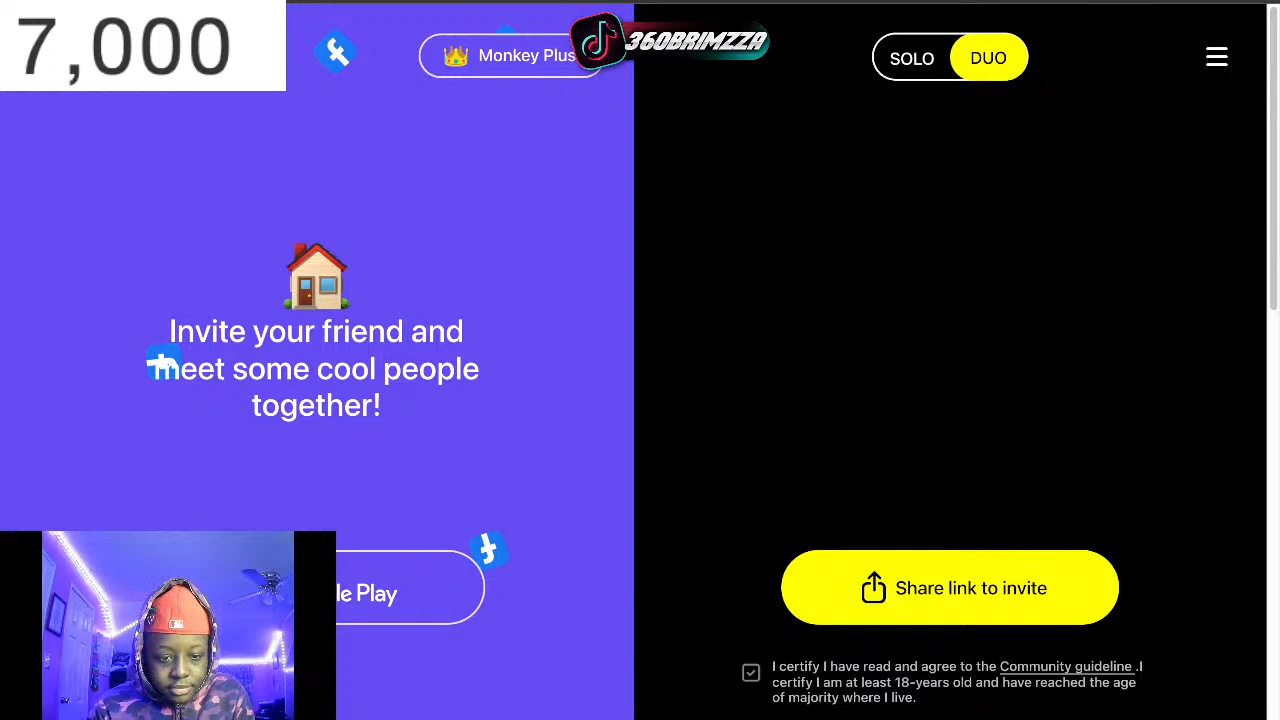 7,000
Monkey Plus
360BRIMZZA
SOLO
DUO
Invite your friend and
meet some cool people
together!
le Play
Share link to invite
I certify I have read and agree to the Community guideline .I
certify I am at least 18-years old and have reached the age
of majority where I live.